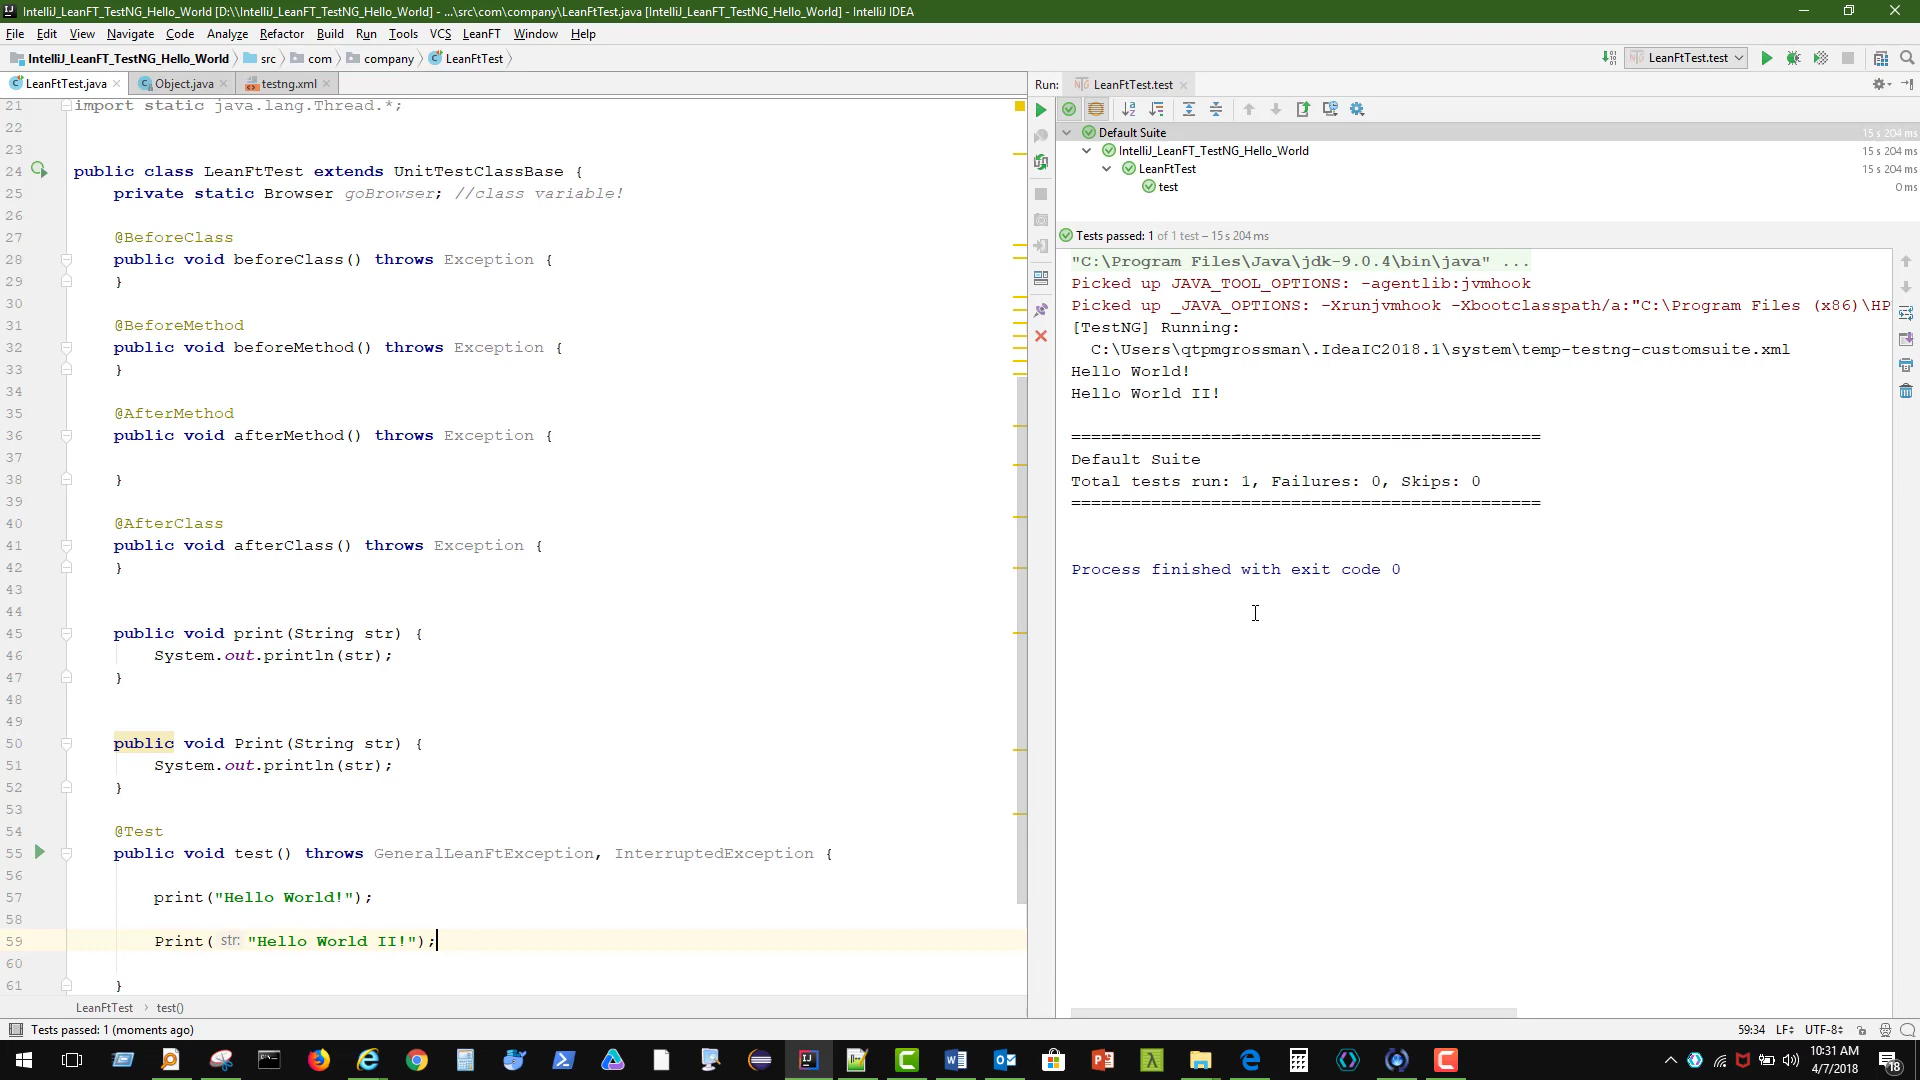 IntelliJ_LeanFT_TestNG_Hello_World [D:\\IntelliJ_LeanFT_TestNG_Hello_World] - ...\src\com\company\LeanFtTest.java [IntelliJ_LeanFT_TestNG_Hello_World] - IntelliJ IDEA
File Edit View Navigate Code Analyze Refactor Build Run Tools VCS LeanFT Window Help
IntelliJ_LeanFT_TestNG_Hello_World src com company LeanFtTest LeanFtTest.test
LeanFtTest.java Object.java testng.xml
21 import static java.lang.Thread.*;
22
23
24 public class LeanFtTest extends UnitTestClassBase {
25 private static Browser goBrowser; //class variable!
26
27 @BeforeClass
28 public void beforeClass() throws Exception {
29 }
30
31 @BeforeMethod
32 public void beforeMethod() throws Exception {
33 }
34
35 @AfterMethod
36 public void afterMethod() throws Exception {
37
38 }
39
40 @AfterClass
41 public void afterClass() throws Exception {
42 }
43
44
45 public void print(String str) {
46 System.out.println(str);
47 }
48
49
50 public void Print(String str) {
51 System.out.println(str);
52 }
53
54 @Test
55 public void test() throws GeneralLeanFtException, InterruptedException {
56
57 print("Hello World!");
58
59 Print( str: "Hello World II!");
60
61 }
LeanFtTest › test()
Run: LeanFtTest.test
Default Suite 15 s 204 ms
IntelliJ_LeanFT_TestNG_Hello_World 15 s 204 ms
LeanFtTest 15 s 204 ms
test 0 ms
Tests passed: 1 of 1 test – 15 s 204 ms
"C:\Program Files\Java\jdk-9.0.4\bin\java" ...
Picked up JAVA_TOOL_OPTIONS: -agentlib:jvmhook
Picked up _JAVA_OPTIONS: -Xrunjvmhook -Xbootclasspath/a:"C:\Program Files (x86)\HP
[TestNG] Running:
C:\Users\qtpmgrossman\.IdeaIC2018.1\system\temp-testng-customsuite.xml
Hello World!
Hello World II!
===============================================
Default Suite
Total tests run: 1, Failures: 0, Skips: 0
===============================================
Process finished with exit code 0
Tests passed: 1 (moments ago) 59:34 LF÷ UTF-8÷
10:31 AM
4/7/2018
18